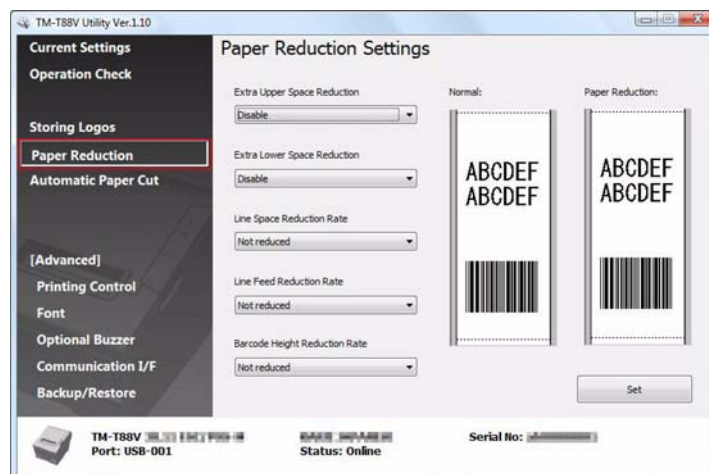 TM-T88V Utility Ver.1.10
Current Settings
Operation Check
Storing Logos
Paper Reduction
Automatic Paper Cut
[Advanced]
Printing Control
Font
Optional Buzzer
Communication I/F
Backup/Restore
Paper Reduction Settings
Extra Upper Space Reduction
Disable
Extra Lower Space Reduction
Disable
Line Space Reduction Rate
Not reduced
Line Feed Reduction Rate
Not reduced
Barcode Height Reduction Rate
Not reduced
Normal:
ABCDEF
ABCDEF
Paper Reduction:
ABCDEF
ABCDEF
Set
TM-T88V
Port: USB-001
Status: Online
Serial No: